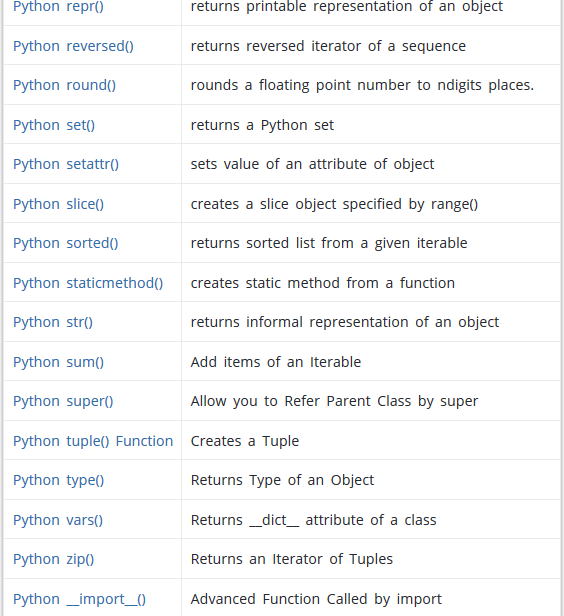 Python repr() returns printable representation of an object
Python reversed() returns reversed iterator of a sequence
Python round() rounds a floating point number to ndigits places.
Python set() returns a Python set
Python setattr() sets value of an attribute of object
Python slice() creates a slice object specified by range()
Python sorted() returns sorted list from a given iterable
Python staticmethod() creates static method from a function
Python str() returns informal representation of an object
Python sum() Add items of an Iterable
Python super() Allow you to Refer Parent Class by super
Python tuple() Function Creates a Tuple
Python type() Returns Type of an Object
Python vars() Returns __dict__ attribute of a class
Python zip() Returns an Iterator of Tuples
Python __import__() Advanced Function Called by import